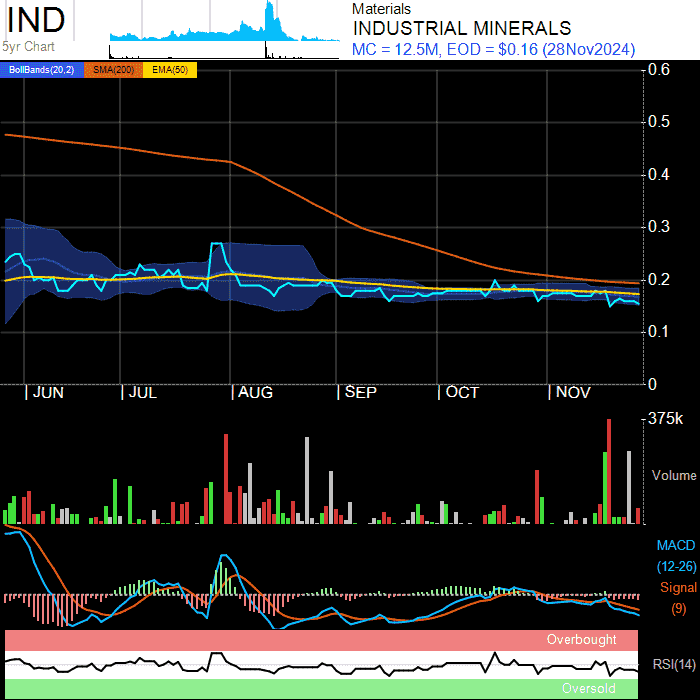 IND
5yr Chart
Materials
INDUSTRIAL MINERALS
MC = 12.5M, EOD = $0.16 (28Nov2024)
BollBands(20,2) SMA(200) EMA(50)
0.6
0.5
0.4
0.3
0.2
0.1
0
JUN JUL AUG SEP OCT NOV
375k
Volume
MACD
(12-26)
Signal
(9)
Overbought
RSI(14)
Oversold